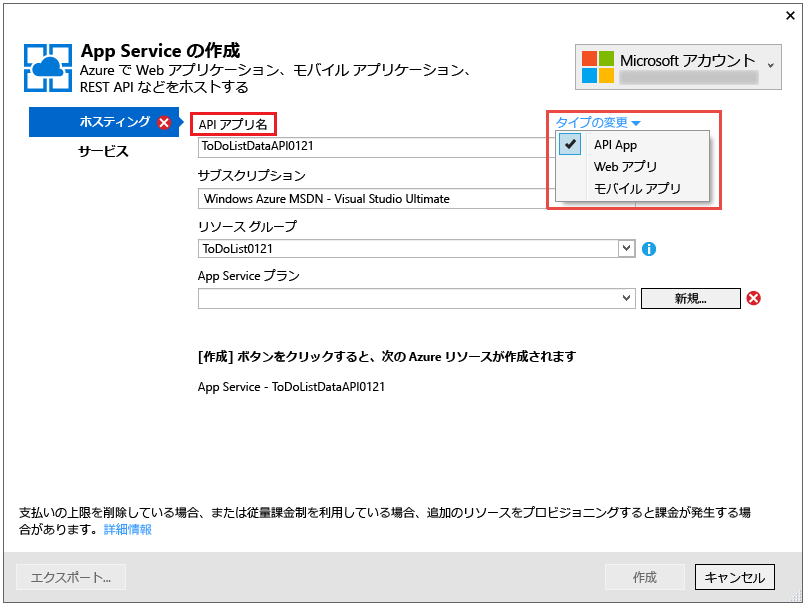 App Service の作成
Azure で Web アプリケーション、モバイル アプリケーション、
REST API などをホストする
Microsoft アカウント
ホスティング
サービス
API アプリ名
タイプの変更
ToDoListDataAPI0121
API App
Web アプリ
モバイル アプリ
サブスクリプション
Windows Azure MSDN - Visual Studio Ultimate
リソース グループ
ToDoList0121
App Service プラン
新規...
[作成] ボタンをクリックすると、次の Azure リソースが作成されます
App Service - ToDoListDataAPI0121
支払いの上限を削除している場合、または従量課金制を利用している場合、追加のリソースをプロビジョニングすると課金が発生する場
合があります。詳細情報
エクスポート...
作成
キャンセル